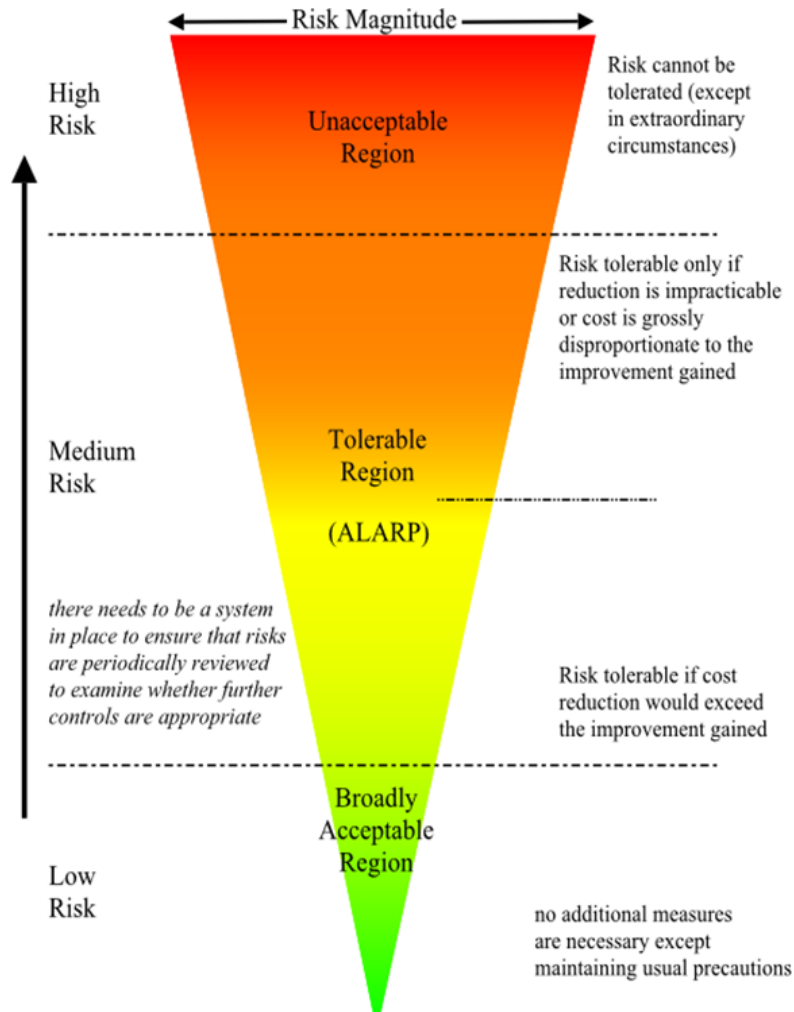 Risk Magnitude
High
Risk
Unacceptable
Region
Risk cannot be
tolerated (except
in extraordinary
circumstances)
Risk tolerable only if
reduction is impracticable
or cost is grossly
disproportionate to the
improvement gained
Medium
Risk
Tolerable
Region
(ALARP)
there needs to be a system
in place to ensure that risks
are periodically reviewed
to examine whether further
controls are appropriate
Risk tolerable if cost
reduction would exceed
the improvement gained
Broadly
Acceptable
Region
Low
Risk
no additional measures
are necessary except
maintaining usual precautions